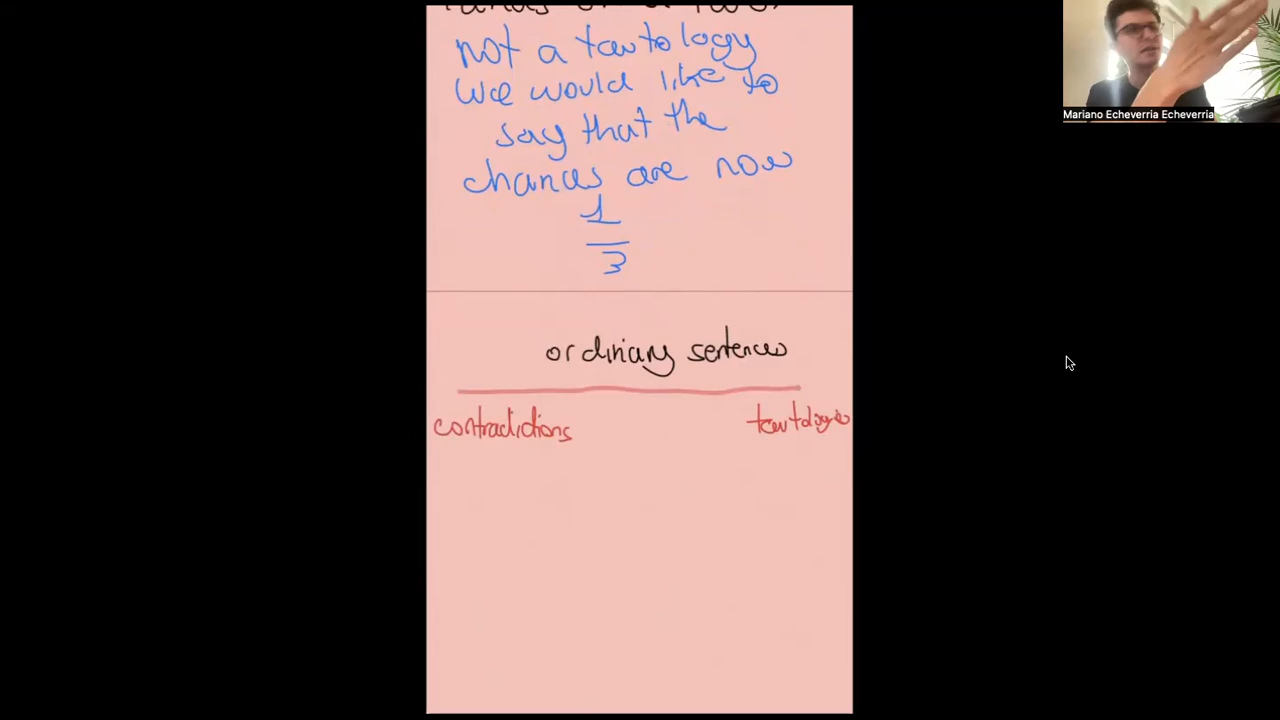 not a tautology
we would like to
say that the
chances are now
1
3
ordinary sentences
contradictions
tautologies
Mariano Echeverria Echeverria